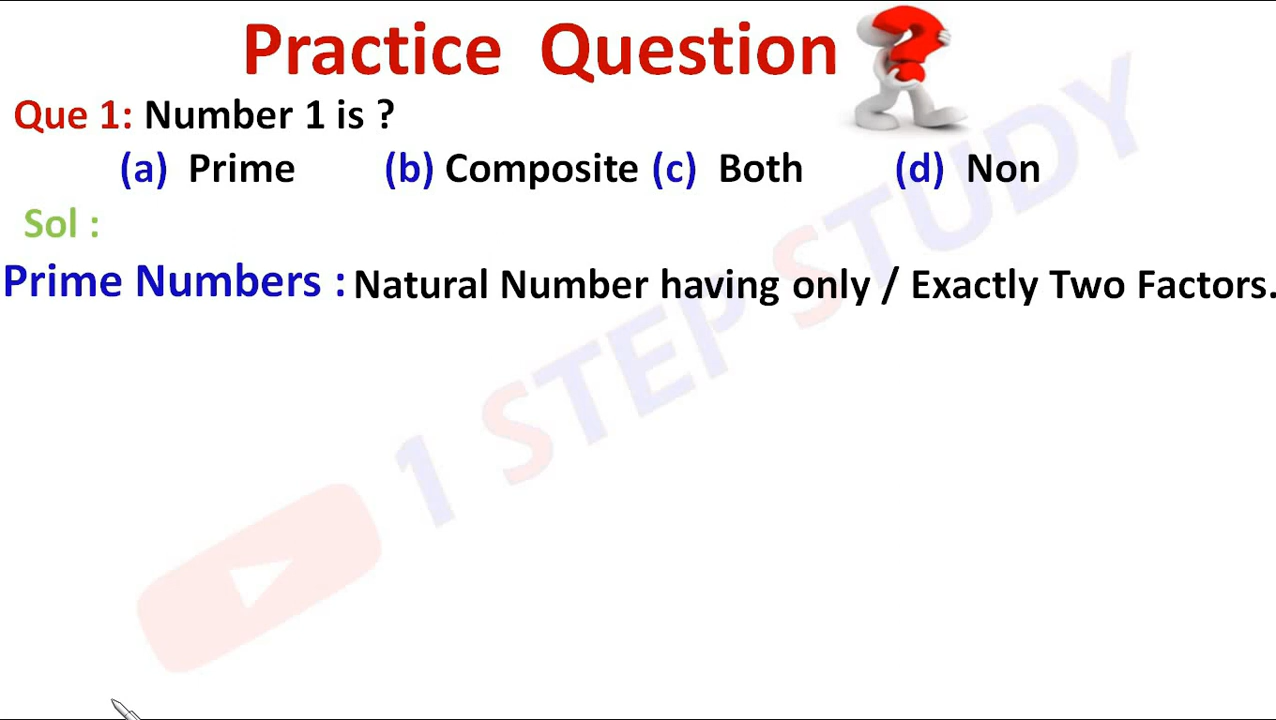 Practice Question
Que 1: Number 1 is ?
(a) Prime (b) Composite (c) Both (d) Non
Sol :
Prime Numbers : Natural Number having only / Exactly Two Factors.
1 STEP STUDY